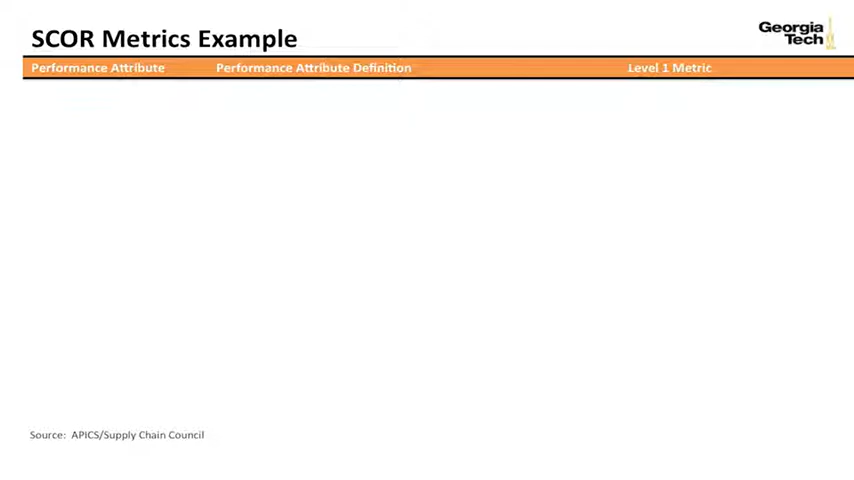 SCOR Metrics Example
Georgia
Tech
Performance Attribute Performance Attribute Definition Level 1 Metric
Source: APICS/Supply Chain Council